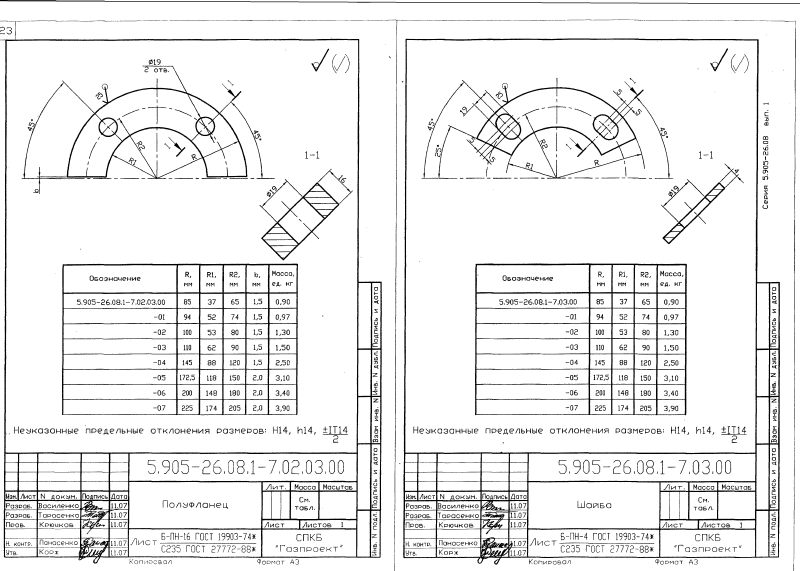 23
Ø19
2 отв.
45°
45°
R5
1
1
R2
R1
R
b
1-1
Ø19
16
Обозначение R, мм R1, мм R2, мм b, мм Масса, ед. кг
5.905-26.08.1-7.02.03.00 85 37 65 1,5 0,90
-01 94 52 74 1,5 0,97
-02 100 53 80 1,5 1,30
-03 110 62 90 1,5 1,50
-04 145 88 120 1,5 2,50
-05 172,5 118 150 2,0 3,10
-06 200 148 180 2,0 3,40
-07 225 174 205 2,0 3,90
Неуказанные предельные отклонения размеров: H14, h14, ±IT14
2
5.905-26.08.1-7.02.03.00
Изм. Лист N докум. Подпись Дата
Разраб. Василенко 11.07
Разраб. Тарасенко 11.07
Пров. Крючков 11.07
Н. контр. Панасенко 11.07
Утв. Корж 11.07
Полуфланец
Лит. Масса Масштаб
См. табл.
Лист Листов 1
Лист Б-ПН-16 ГОСТ 19903-74*
С235 ГОСТ 27772-88*
СПКБ
"Газпроект"
Копировал Формат А3
Инв. N подл. Подпись и дата Взам инв. N Инв. N дубл. Подпись и дата
19
45°
25°
45°
5
5
1
1
R2
R1
R
1-1
Ø19
4
Серия 5.905-26.08 вып. 1
Обозначение R, мм R1, мм R2, мм Масса, ед. кг
5.905-26.08.1-7.03.00 85 37 65 0,90
-01 94 52 74 0,97
-02 100 53 80 1,30
-03 110 62 90 1,50
-04 145 88 120 2,50
-05 172,5 118 150 3,10
-06 200 148 180 3,40
-07 225 174 205 3,90
Неуказанные предельные отклонения размеров: H14, h14, ±IT14
2
5.905-26.08.1-7.03.00
Изм. Лист N докум. Подпись Дата
Разраб. Василенко 11.07
Разраб. Тарасенко 11.07
Пров. Крючков 11.07
Н. контр. Панасенко 11.07
Утв. Корж 11.07
Шайба
Лит. Масса Масштаб
См. табл.
Лист Листов 1
Лист Б-ПН-4 ГОСТ 19903-74*
С235 ГОСТ 27772-88*
СПКБ
"Газпроект"
Копировал Формат А3
Инв. N подл. Подпись и дата Взам инв. N Инв. N дубл. Подпись и дата